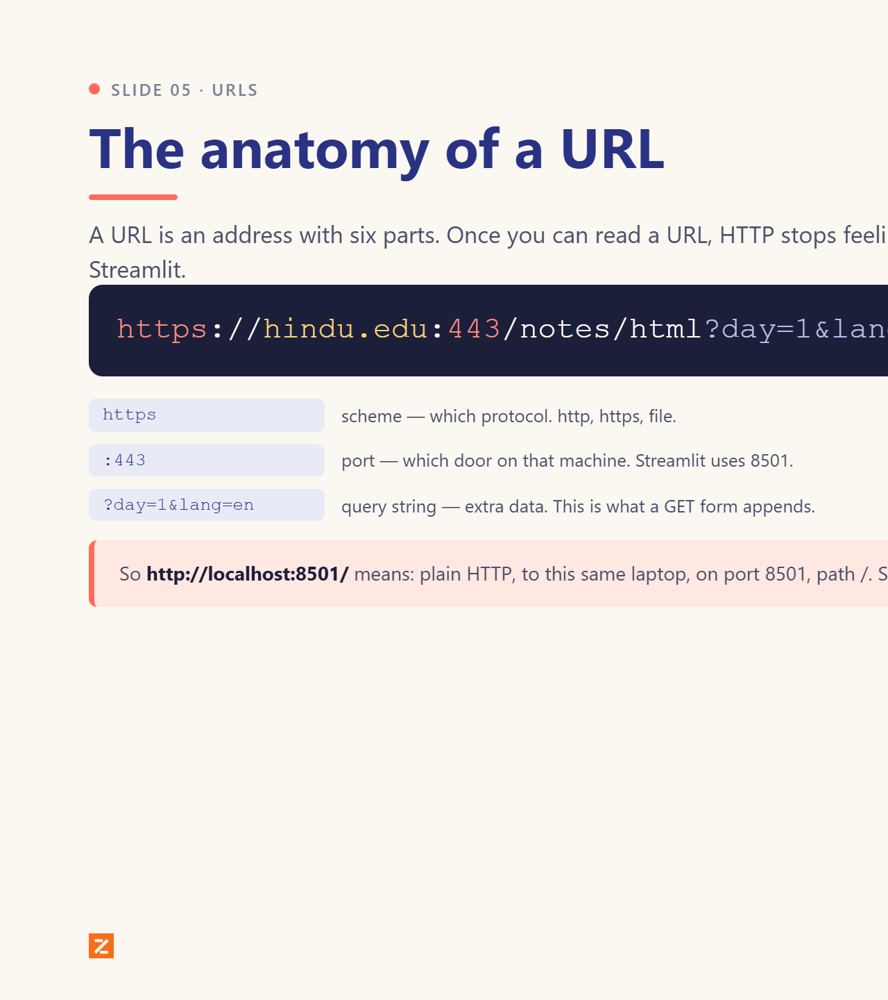 SLIDE 05 · URLS
The anatomy of a URL
A URL is an address with six parts. Once you can read a URL, HTTP stops
Streamlit.
https://hindu.edu:443/notes/html?day=1&lan
https
scheme — which protocol. http, https, file.
:443
port — which door on that machine. Streamlit uses 8501.
?day=1&lang=en
query string — extra data. This is what a GET form appends.
So http://localhost:8501/ means: plain HTTP, to this same laptop, on port 8501, path /.